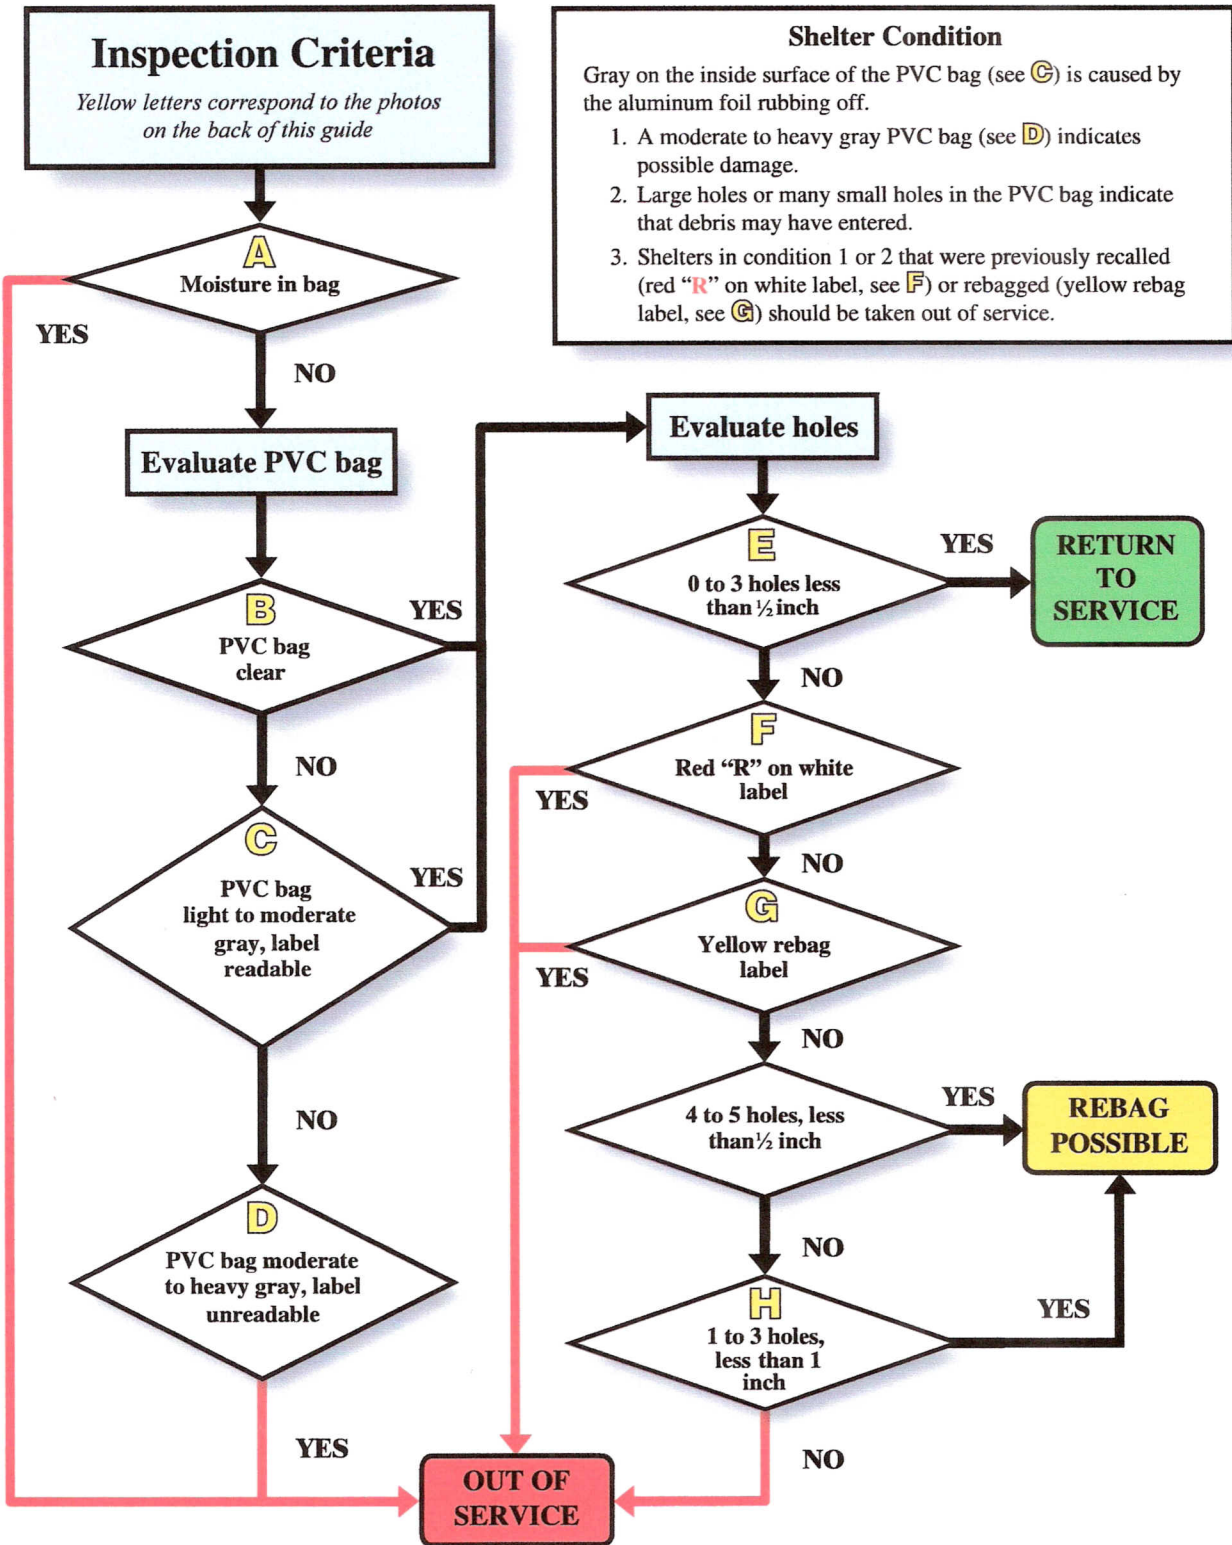 Inspection Criteria
Yellow letters correspond to the photos
on the back of this guide
Shelter Condition
Gray on the inside surface of the PVC bag (see C) is caused by
the aluminum foil rubbing off.
1. A moderate to heavy gray PVC bag (see D) indicates
possible damage.
2. Large holes or many small holes in the PVC bag indicate
that debris may have entered.
3. Shelters in condition 1 or 2 that were previously recalled
(red “R” on white label, see F) or rebagged (yellow rebag
label, see G) should be taken out of service.
A
Moisture in bag
YES
NO
Evaluate PVC bag
B
PVC bag
clear
YES
NO
C
PVC bag
light to moderate
gray, label
readable
YES
NO
D
PVC bag moderate
to heavy gray, label
unreadable
YES
Evaluate holes
E
0 to 3 holes less
than ½ inch
YES
RETURN
TO
SERVICE
NO
F
Red “R” on white
label
YES
NO
G
Yellow rebag
label
YES
NO
4 to 5 holes, less
than ½ inch
YES
REBAG
POSSIBLE
NO
H
1 to 3 holes,
less than 1
inch
YES
NO
OUT OF
SERVICE